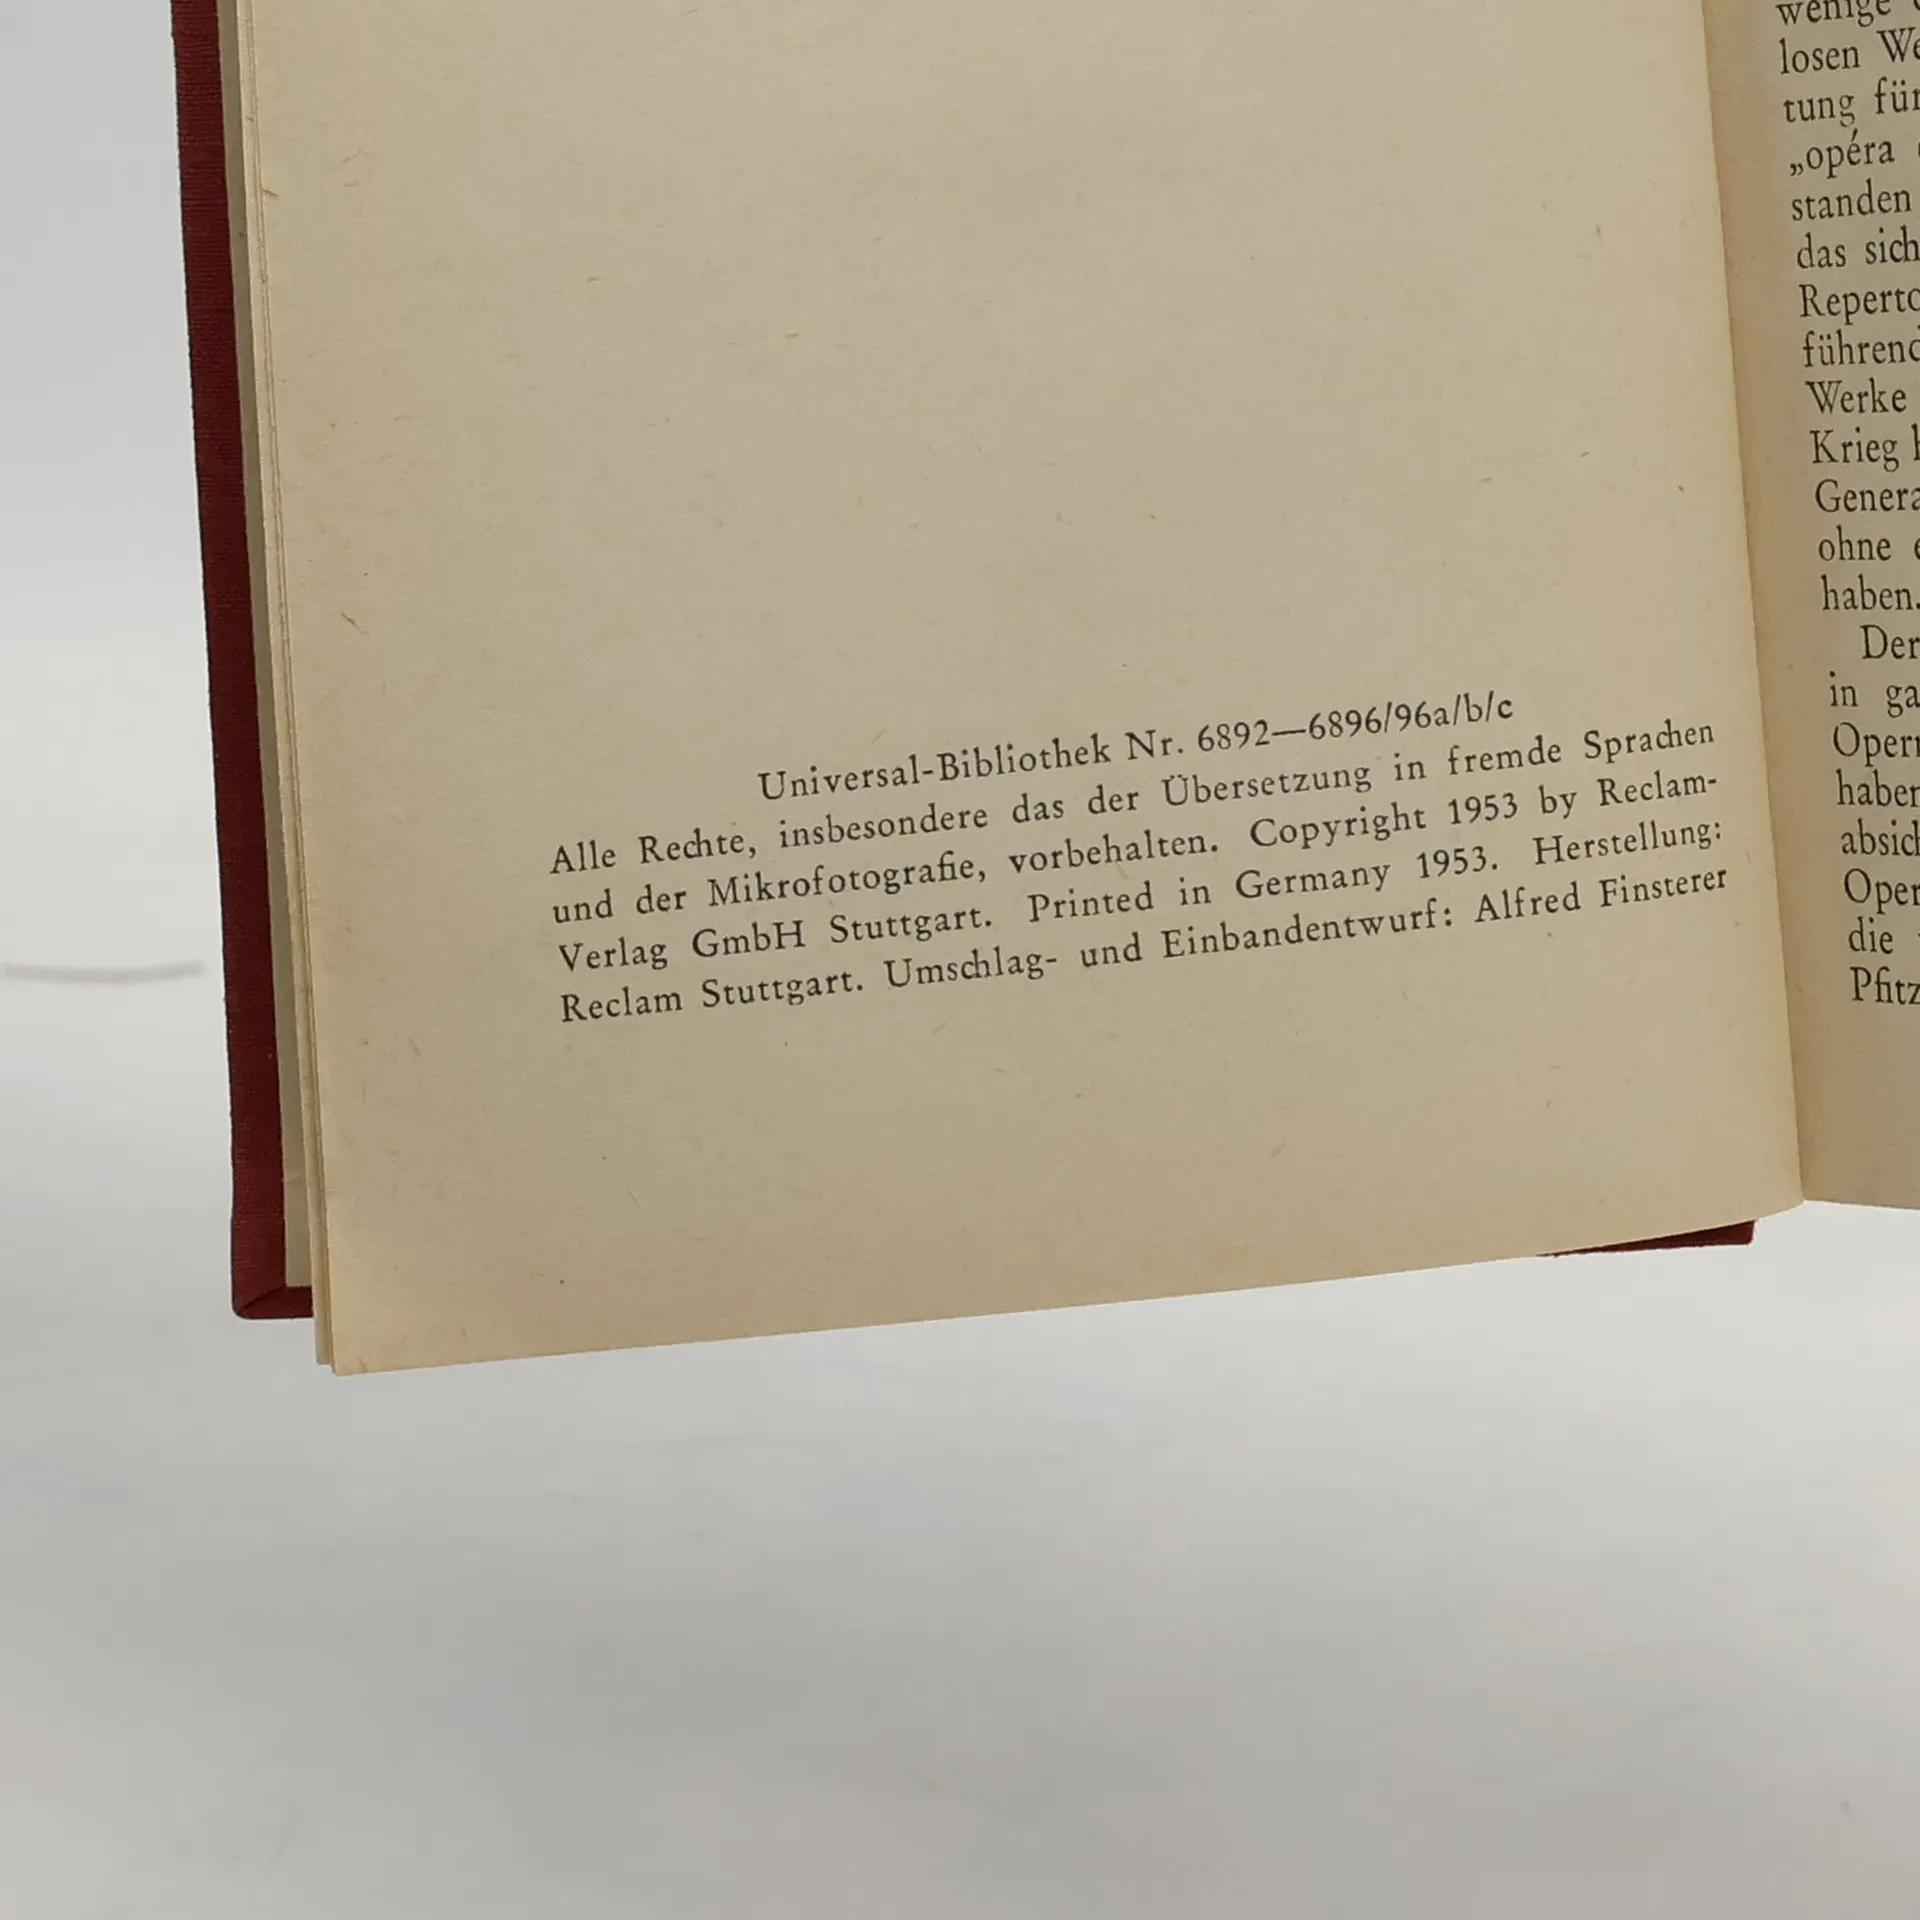 Universal-Bibliothek Nr. 6892—6896/96a/b/c
Alle Rechte, insbesondere das der Übersetzung in fremde Sprachen
und der Mikrofotografie, vorbehalten. Copyright 1953 by Reclam-
Verlag GmbH Stuttgart. Printed in Germany 1953. Herstellung:
Reclam Stuttgart. Umschlag- und Einbandentwurf: Alfred Finsterer
wenige
losen
tung
„opéra
standen
das sich
Werke
Krieg
ohne
haben.
Der
in
die